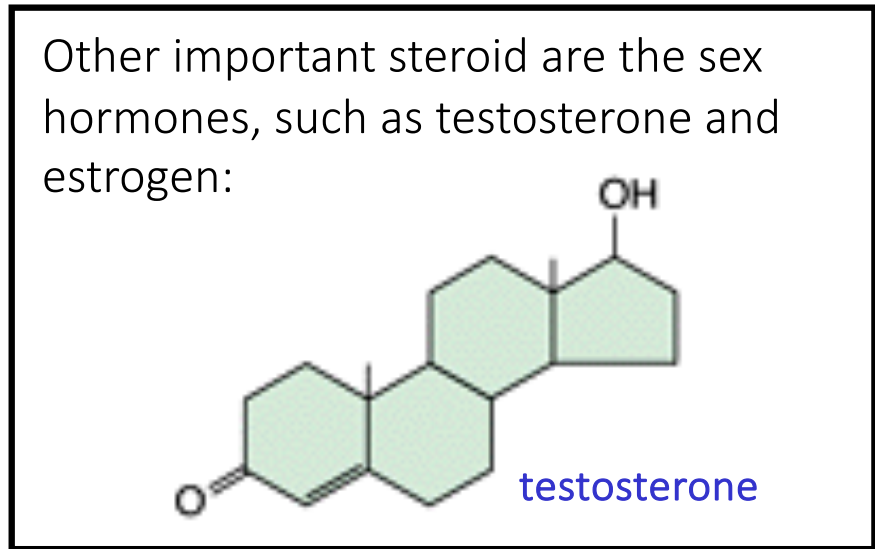 Other important steroid are the sex
hormones, such as testosterone and
estrogen:
OH
O
testosterone